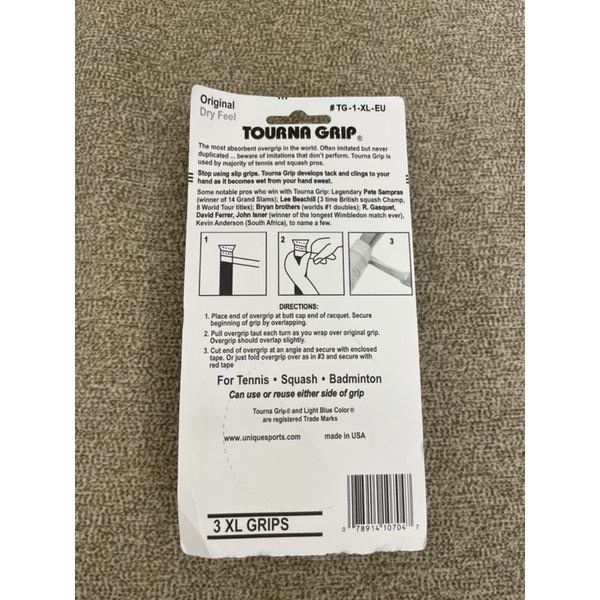 Original
Dry Feel
# TG-1-XL-EU
TOURNA GRIP®
The most absorbent overgrip in the world. Often imitated but never
duplicated ... beware of imitations that don't perform. Tourna Grip is
used by majority of tennis and squash pros.
Stop using slip grips. Tourna Grip develops tack and clings to your
hand as it becomes wet from your hand sweat.
Some notable pros who win with Tourna Grip: Legendary Pete Sampras
(winner of 14 Grand Slams); Lee Beachill (3 time British squash Champ,
8 World Tour titles); Bryan brothers (worlds #1 doubles); R. Gasquet,
David Ferrer, John Isner (winner of the longest Wimbledon match ever),
Kevin Anderson (South Africa), to name a few.
1 2 3
DIRECTIONS:
1. Place end of overgrip at butt cap end of racquet. Secure
beginning of grip by overlapping.
2. Pull overgrip taut each turn as you wrap over original grip.
Overgrip should overlap slightly.
3. Cut end of overgrip at an angle and secure with enclosed
tape. Or just fold overgrip over as in #3 and secure with
red tape
For Tennis • Squash • Badminton
Can use or reuse either side of grip
Tourna Grip® and Light Blue Color®
are registered Trade Marks
www.uniquesports.com made in USA
3 XL GRIPS
0 78914 10704 7